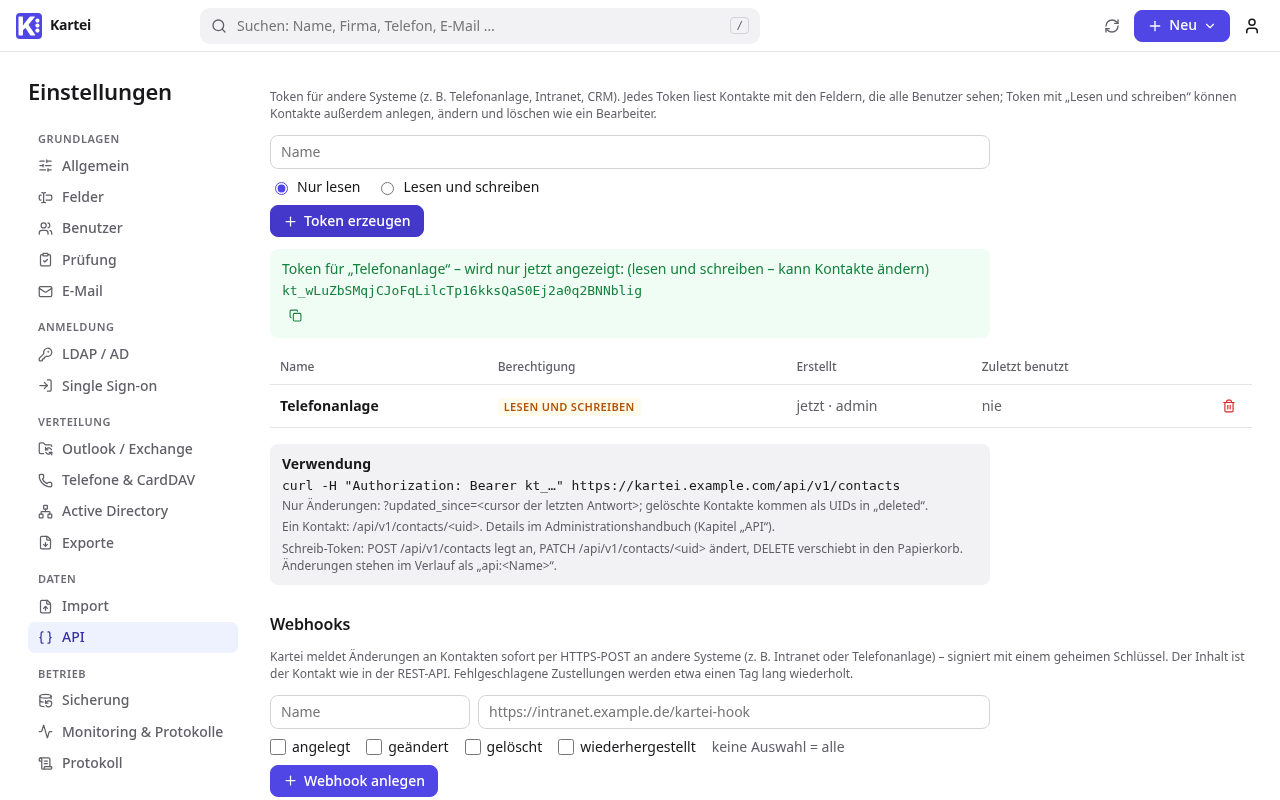 Kartei
Suchen: Name, Firma, Telefon, E-Mail ...
/
Neu
Einstellungen
GRUNDLAGEN
Allgemein
Felder
Benutzer
Prüfung
E-Mail
ANMELDUNG
LDAP / AD
Single Sign-on
VERTEILUNG
Outlook / Exchange
Telefone & CardDAV
Active Directory
Exporte
DATEN
Import
API
BETRIEB
Sicherung
Monitoring & Protokolle
Protokoll
Token für andere Systeme (z. B. Telefonanlage, Intranet, CRM). Jedes Token liest Kontakte mit den Feldern, die alle Benutzer sehen; Token mit „Lesen und schreiben“ können
Kontakte außerdem anlegen, ändern und löschen wie ein Bearbeiter.
Name
Nur lesen Lesen und schreiben
Token erzeugen
Token für „Telefonanlage“ – wird nur jetzt angezeigt: (lesen und schreiben – kann Kontakte ändern)
kt_wLuZbSMqjCJoFqLilcTp16kksQaS0Ej2a0q2BNNblig
Name Berechtigung Erstellt Zuletzt benutzt
Telefonanlage LESEN UND SCHREIBEN jetzt · admin nie
Verwendung
curl -H "Authorization: Bearer kt_…" https://kartei.example.com/api/v1/contacts
Nur Änderungen: ?updated_since=<cursor der letzten Antwort>; gelöschte Kontakte kommen als UIDs in „deleted“.
Ein Kontakt: /api/v1/contacts/<uid>. Details im Administrationshandbuch (Kapitel „API“).
Schreib-Token: POST /api/v1/contacts legt an, PATCH /api/v1/contacts/<uid> ändert, DELETE verschiebt in den Papierkorb.
Änderungen stehen im Verlauf als „api:<Name>“.
Webhooks
Kartei meldet Änderungen an Kontakten sofort per HTTPS-POST an andere Systeme (z. B. Intranet oder Telefonanlage) – signiert mit einem geheimen Schlüssel. Der Inhalt ist
der Kontakt wie in der REST-API. Fehlgeschlagene Zustellungen werden etwa einen Tag lang wiederholt.
Name https://intranet.example.de/kartei-hook
angelegt geändert gelöscht wiederhergestellt keine Auswahl = alle
Webhook anlegen